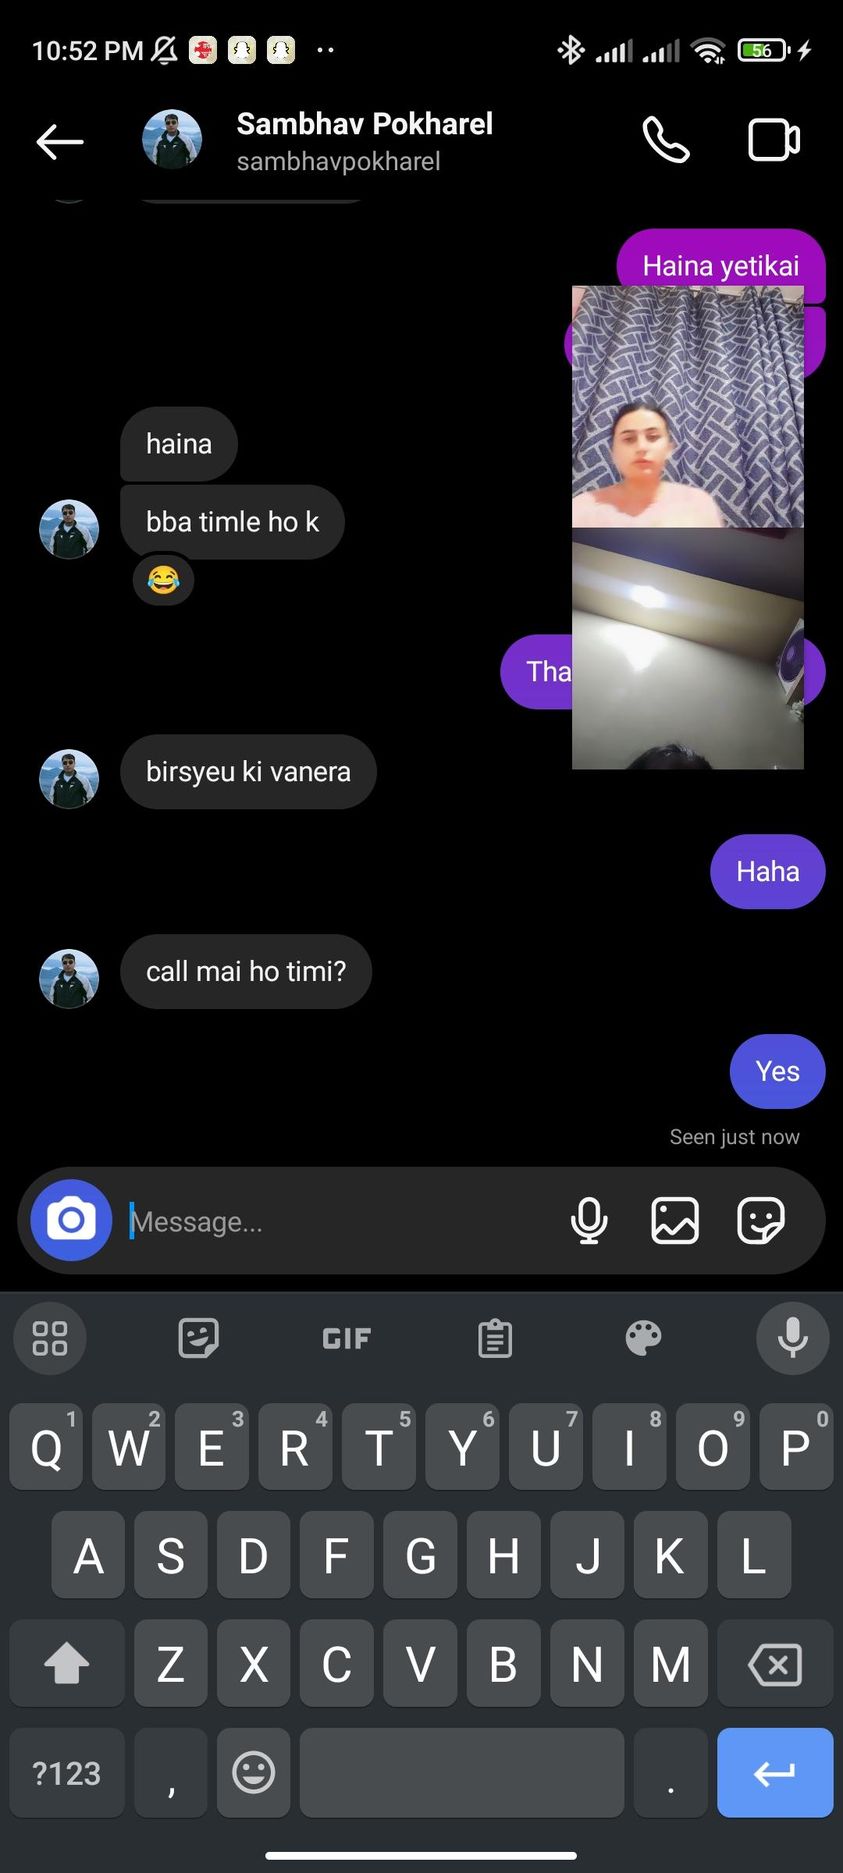 10:52 PM
56
Sambhav Pokharel
sambhavpokharel
Haina yetikai
haina
bba timle ho k
Tha
birsyeu ki vanera
Haha
call mai ho timi?
Yes
Seen just now
Message...
GIF
Q 1 W 2 E 3 R 4 T 5 Y 6 U 7 I 8 O 9 P 0
A S D F G H J K L
Z X C V B N M
?123 , .